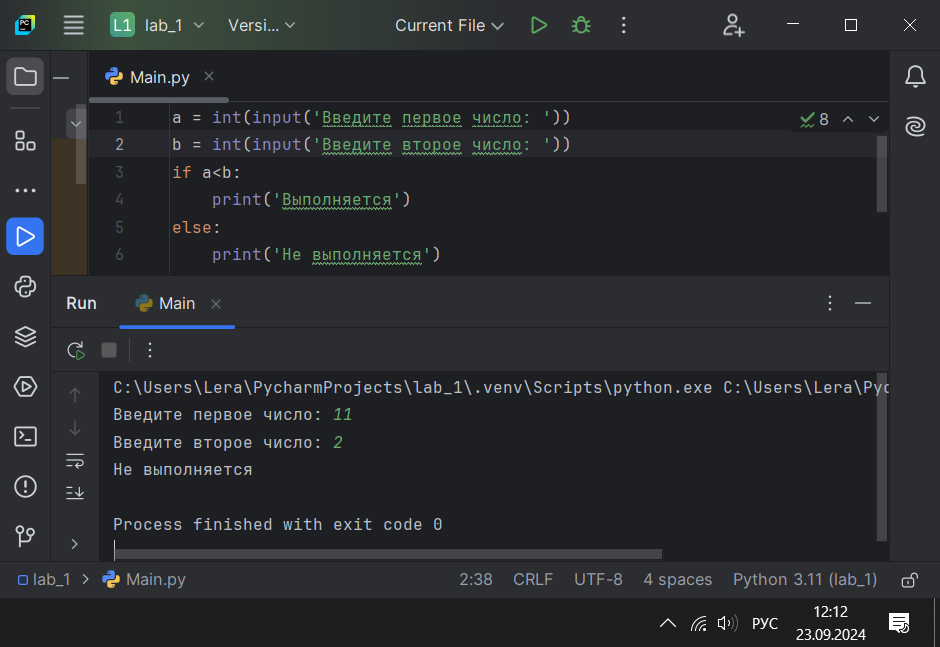 PC L1 lab_1 Versi... Current File
Main.py
1 a = int(input('Введите первое число: '))
8
2 b = int(input('Введите второе число: '))
3 if a<b:
4 print('Выполняется')
5 else:
6 print('Не выполняется')
Run Main
C:\Users\Lera\PycharmProjects\lab_1\.venv\Scripts\python.exe C:\Users\Lera\Pyc
Введите первое число: 11
Введите второе число: 2
Не выполняется
Process finished with exit code 0
lab_1 > Main.py 2:38 CRLF UTF-8 4 spaces Python 3.11 (lab_1)
РУС
12:12
23.09.2024